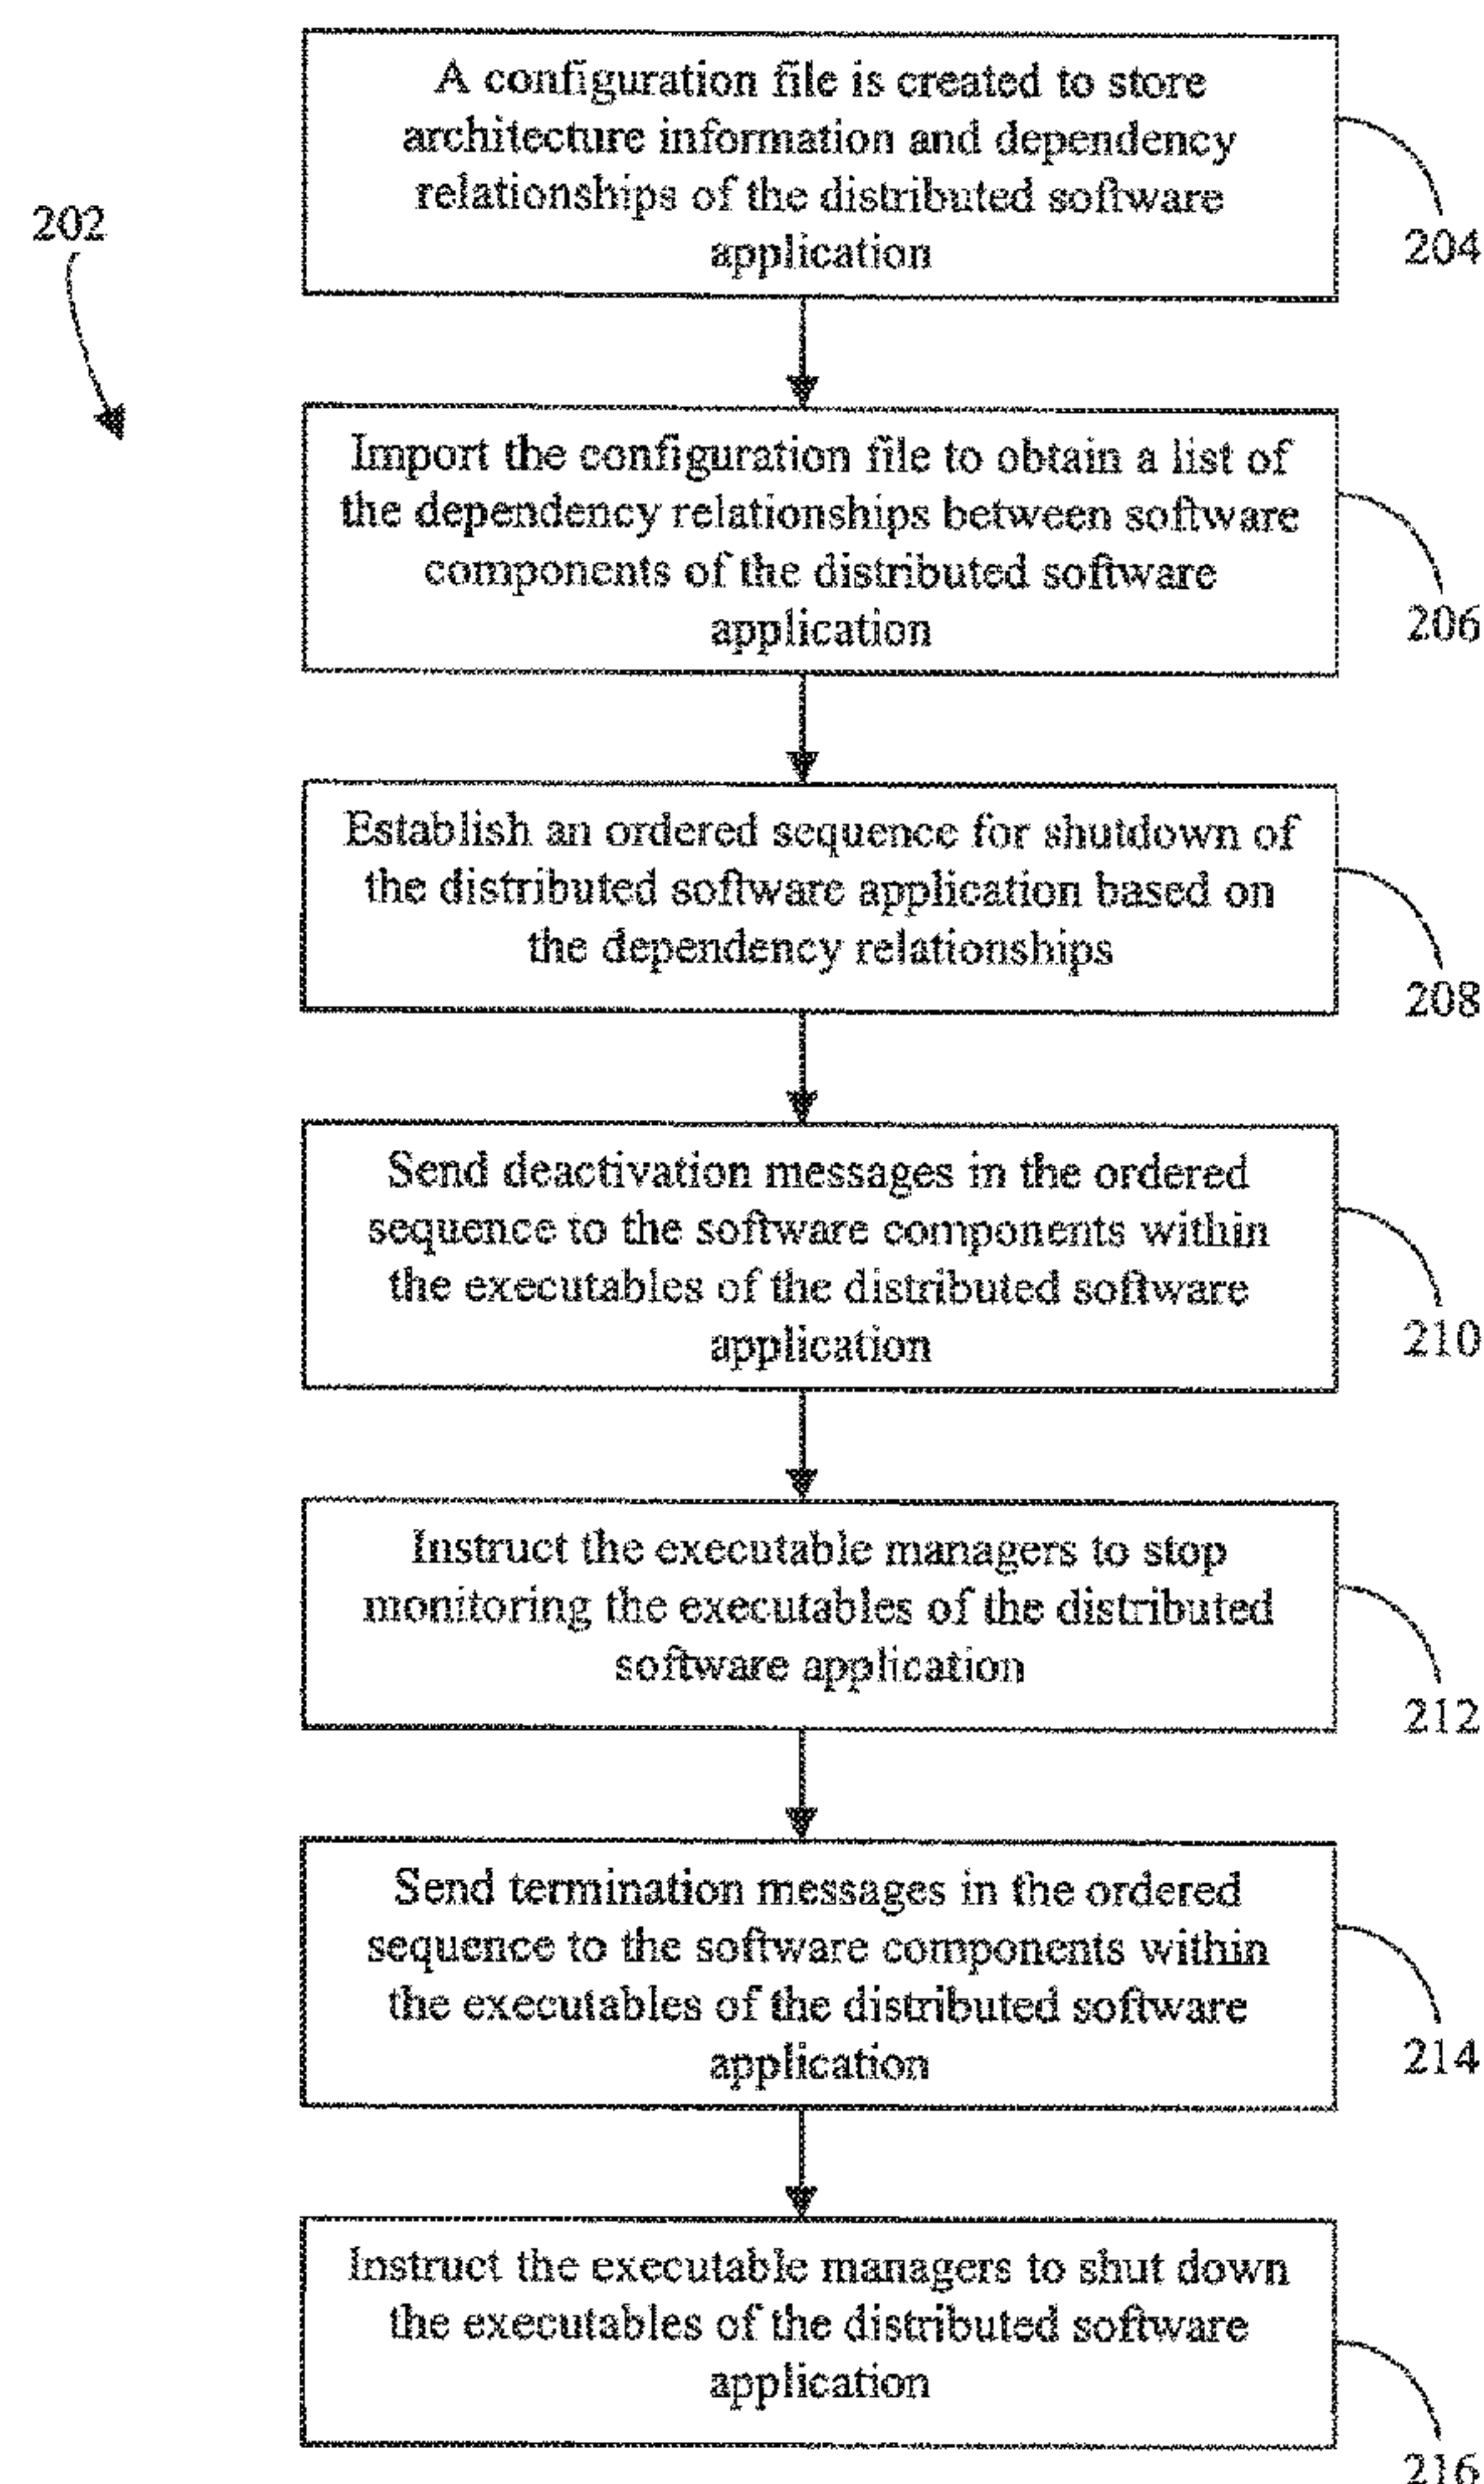 A configuration file is created to store
architecture information and dependency
relationships of the distributed software
application
202
204
Import the configuration file to obtain a list of
the dependency relationships between software
components of the distributed software
application
206
Establish an ordered sequence for shutdown of
the distributed software application based on
the dependency relationships
208
Send deactivation messages in the ordered
sequence to the software components within
the executables of the distributed software
application
210
Instruct the executable managers to stop
monitoring the executables of the distributed
software application
212
Send termination messages in the ordered
sequence to the software components within
the executables of the distributed software
application
214
Instruct the executable managers to shut down
the executables of the distributed software
application
216